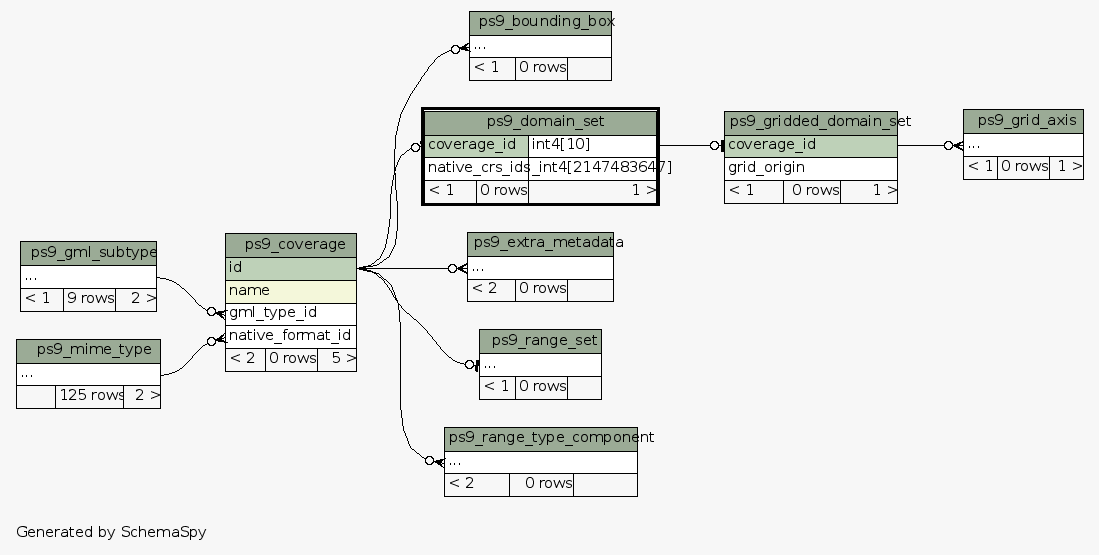 ps9_bounding_box
...
< 1 0 rows
ps9_domain_set
coverage_id int4[10]
native_crs_ids _int4[2147483647]
< 1 0 rows 1 >
ps9_gridded_domain_set
coverage_id
grid_origin
< 1 0 rows 1 >
ps9_grid_axis
...
< 1 0 rows 1 >
ps9_gml_subtype
...
< 1 9 rows 2 >
ps9_mime_type
...
125 rows 2 >
ps9_coverage
id
name
gml_type_id
native_format_id
< 2 0 rows 5 >
ps9_extra_metadata
...
< 2 0 rows
ps9_range_set
...
< 1 0 rows
ps9_range_type_component
...
< 2 0 rows
Generated by SchemaSpy